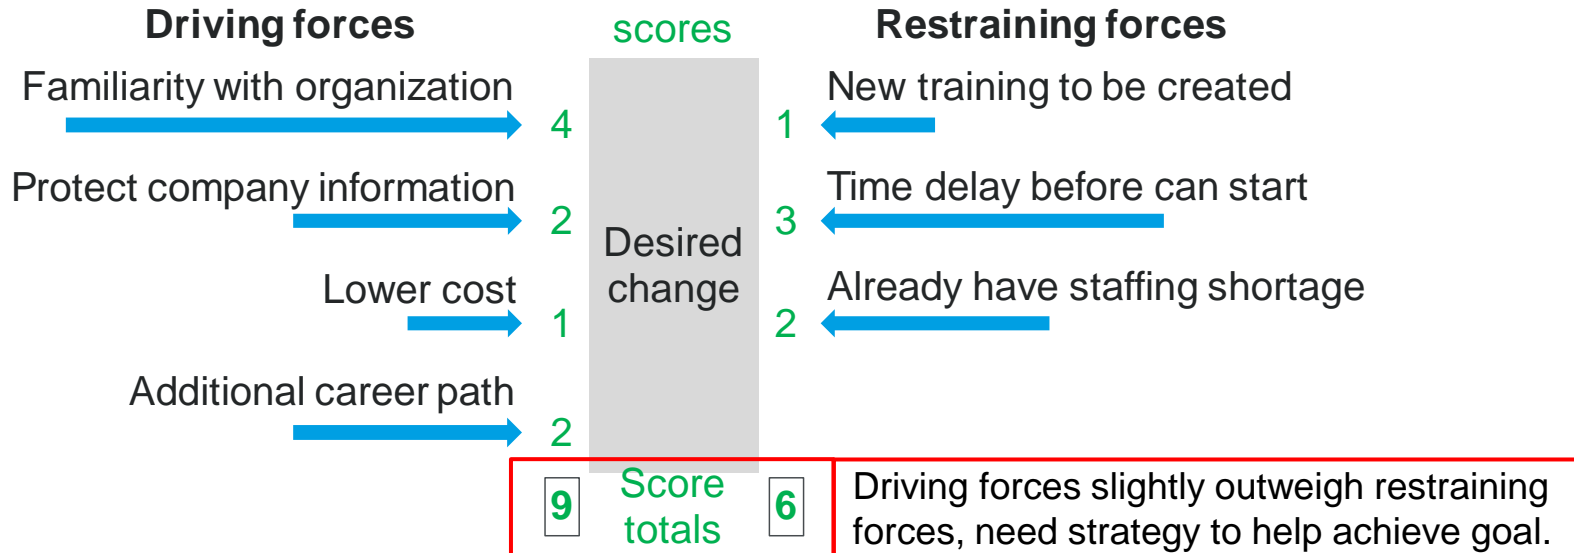 Driving forces
scores
Restraining forces
Familiarity with organization
4
1
New training to be created
Protect company information
2
3
Time delay before can start
Desired
change
Lower cost
1
2
Already have staffing shortage
Additional career path
2
9
Score
totals
6
Driving forces slightly outweigh restraining
forces, need strategy to help achieve goal.